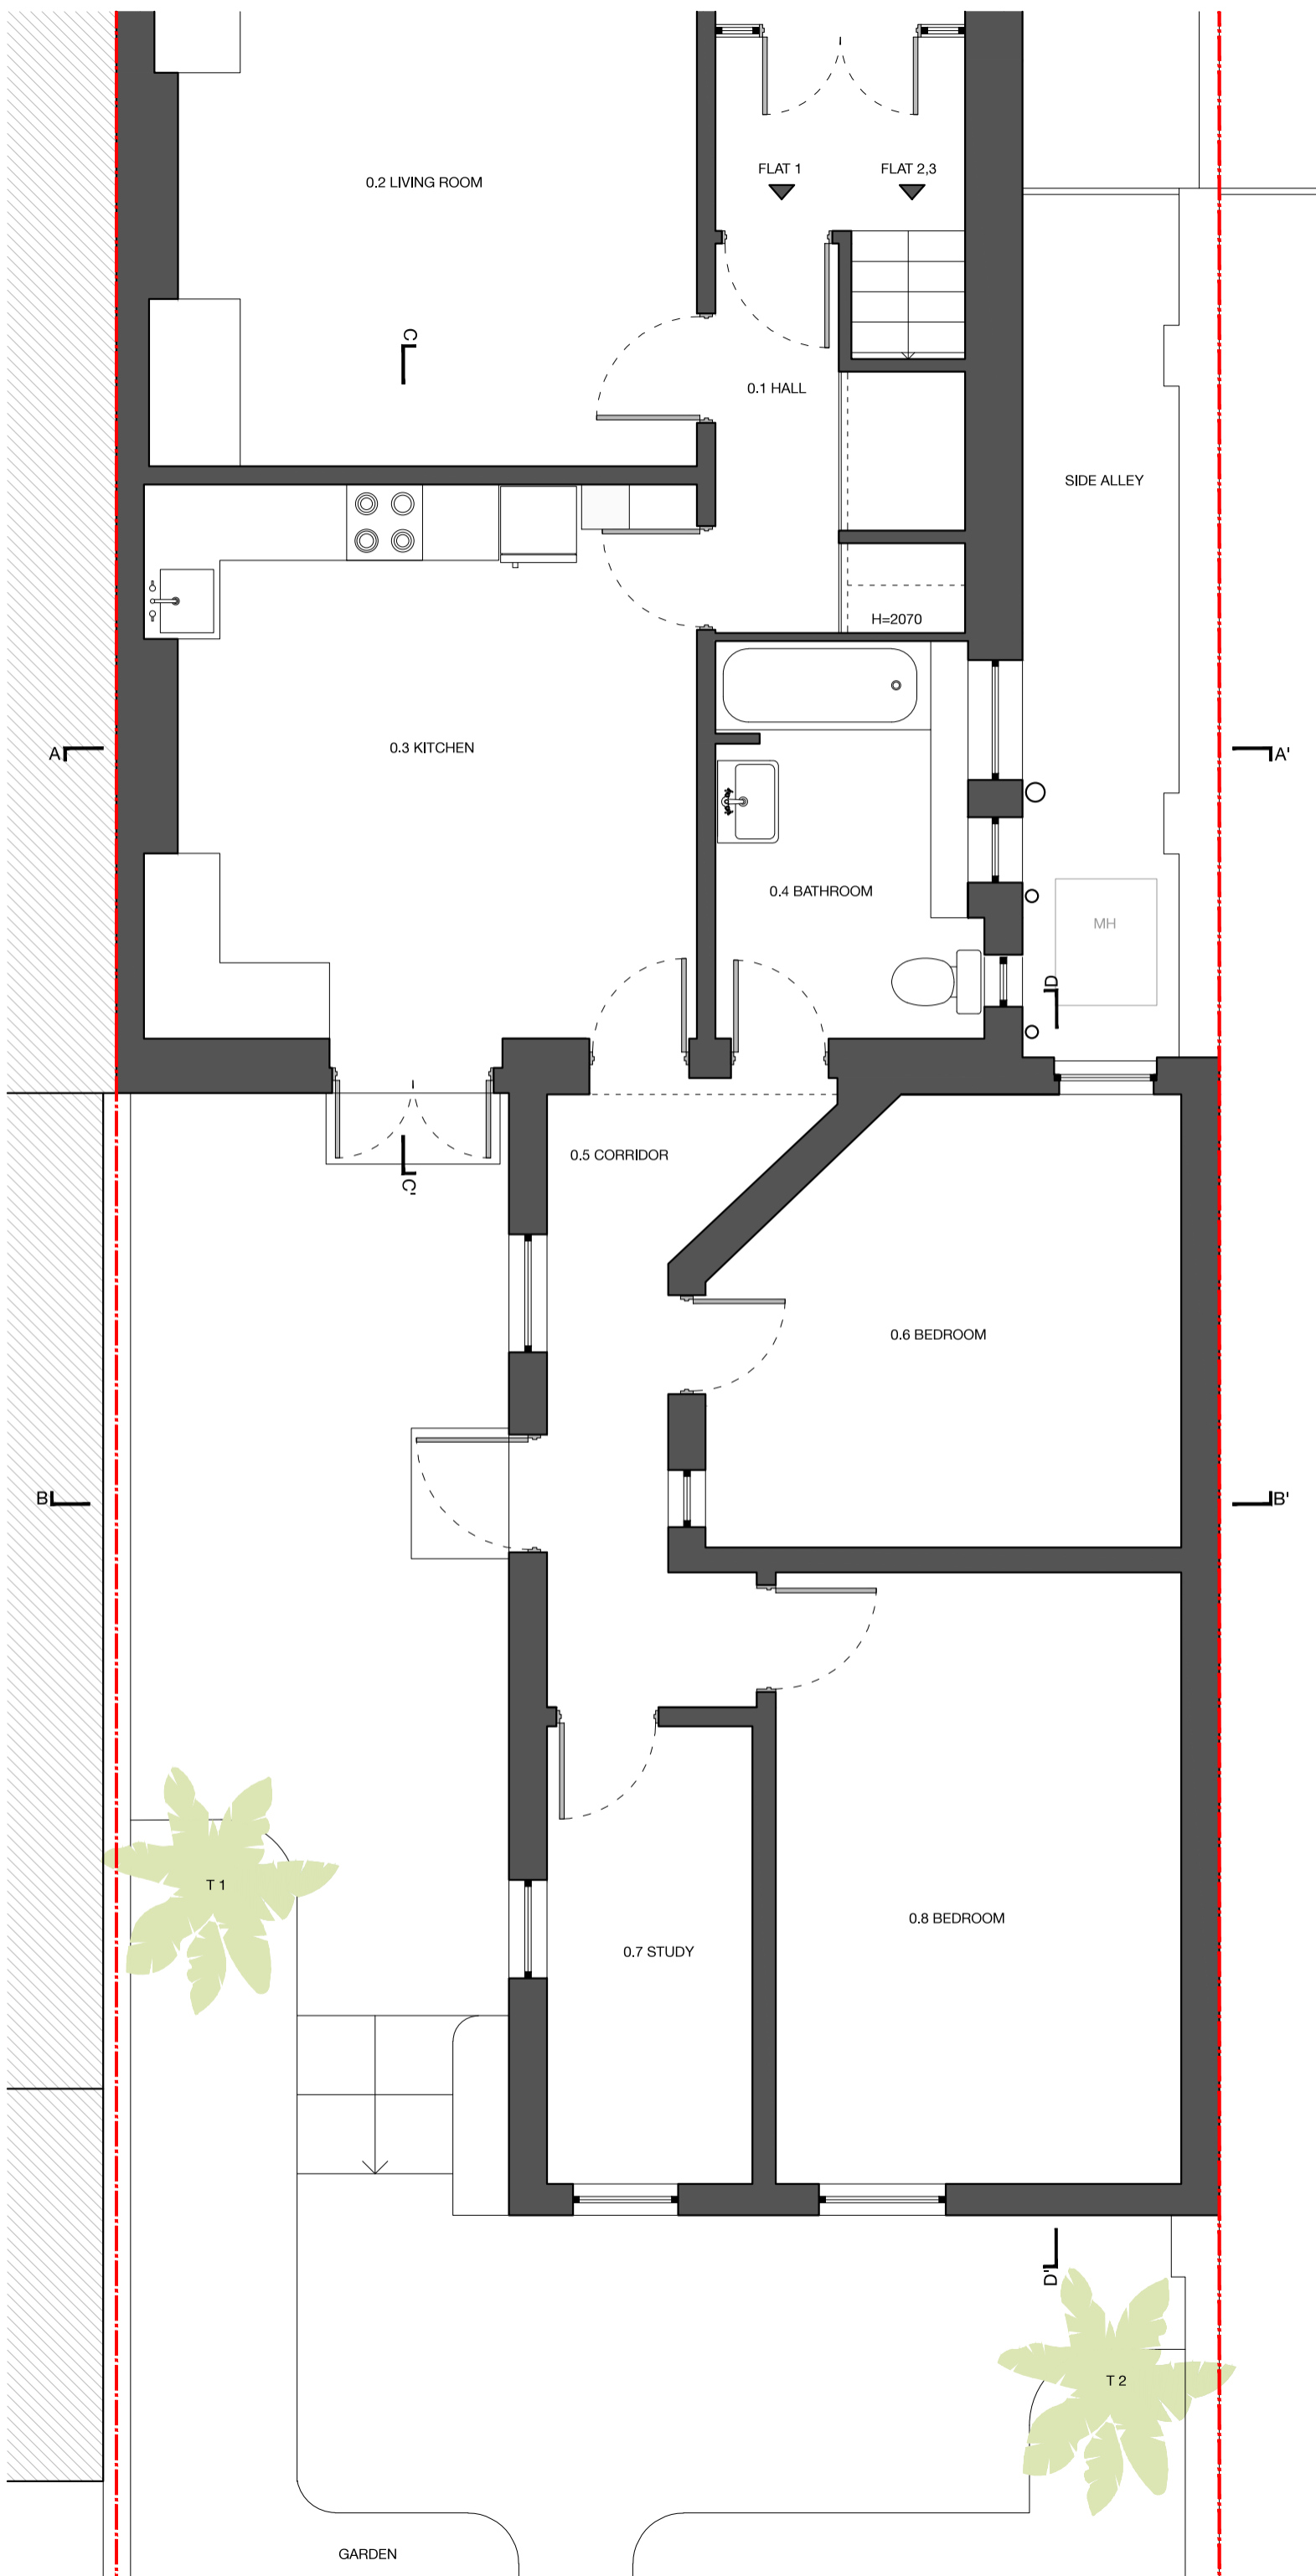 FLAT 1
FLAT 2,3
0.2 LIVING ROOM
C
0.1 HALL
SIDE ALLEY
H=2070
A
0.3 KITCHEN
A'
0.4 BATHROOM
MH
D
0.5 CORRIDOR
C'
0.6 BEDROOM
B
B'
T 1
0.8 BEDROOM
0.7 STUDY
D'
T 2
GARDEN